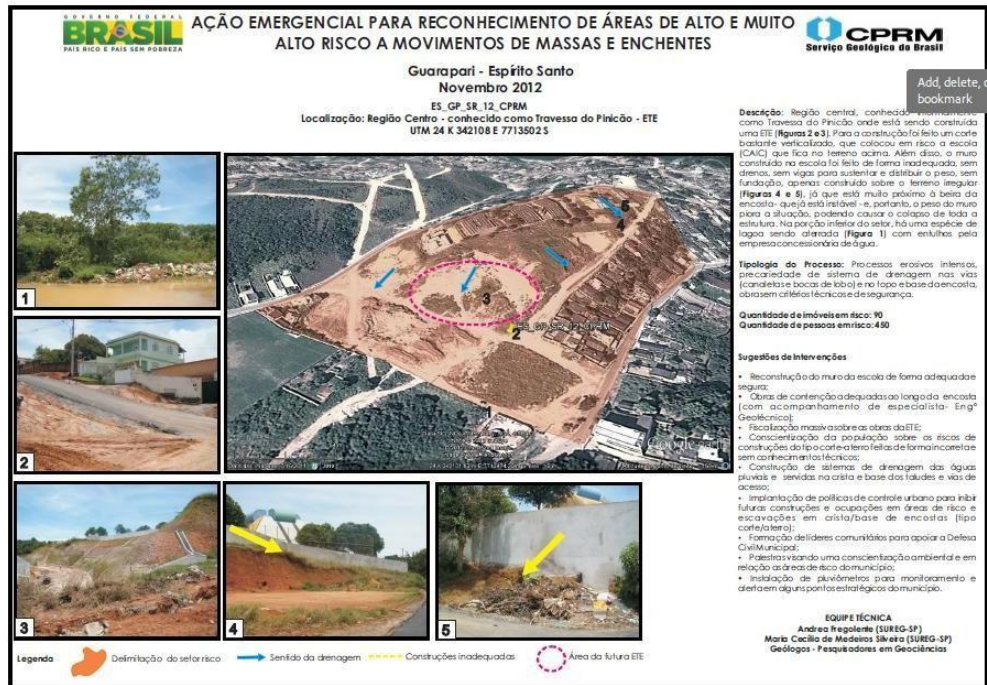 GOVERNO FEDERAL
BRASIL
PAÍS RICO É PAÍS SEM POBREZA
AÇÃO EMERGENCIAL PARA RECONHECIMENTO DE ÁREAS DE ALTO E MUITO
ALTO RISCO A MOVIMENTOS DE MASSAS E ENCHENTES
CPRM
Serviço Geológico do Brasil
Guarapari - Espírito Santo
Novembro 2012
ES_GP_SR_12_CPRM
Localização: Região Centro - conhecido como Travessa do Pinicão - ETE
UTM 24 K 342108 E 7713502 S
Add, delete,
bookmark
Descrição: Região central, conhecido
como Travessa do Pinicão onde está sendo construída
uma ETE (Figuras 2 e 3). Para a construção foi feito um corte
bastante verticalizado, que colocou em risco a escola
(CAIC) que fica no terreno acima. Além disso, o muro
construído na escola foi feito de forma inadequada, sem
drenos, sem vigas para sustentar e distribuir o peso, sem
fundação, apenas construído sobre o terreno irregular
(Figuras 4 e 5), já que está muito próximo à beira da
encosta- que já está instável - e, portanto, o peso do muro
piora a situação, podendo causar o colapso de toda a
estrutura. Na porção inferior do setor, há uma espécie de
lagoa sendo aterrada (Figura 1) com entulhos pela
empresa concessionária de água.
Tipologia do Processo: Processos erosivos intensos,
precariedade de sistema de drenagem nas vias
(canaletas e bocas de lobo) e no topo e base da encosta,
obras sem critérios técnicos e de segurança.
Quantidade de imóveis em risco: 90
Quantidade de pessoas em risco: 450
Sugestões de Intervenções
• Reconstrução do muro da escola de forma adequada e
segura;
• Obras de contenção adequadas ao longo da encosta
(com acompanhamento de especialista- Engº
Geotécnico);
• Fiscalização massiva sobre as obras da ETE;
• Conscientização da população sobre os riscos de
construções do tipo corte-aterro feitas de forma incorreta e
sem conhecimentos técnicos;
• Construção de sistemas de drenagem das águas
pluviais e servidas na crista e base dos taludes e vias de
acesso;
• Implantação de políticas de controle urbano para inibir
futuras construções e ocupações em áreas de risco e
escavações em crista/base de encostas (tipo
corte/aterro);
• Formação de líderes comunitários para apoiar a Defesa
Civil Municipal;
• Palestras visando uma conscientização ambiental e em
relação as áreas de risco do município;
• Instalação de pluviômetros para monitoramento e
alerta em alguns pontos estratégicos do município.
EQUIPE TÉCNICA
Andrea Fregolente (SUREG-SP)
Maria Cecília de Medeiros Silveira (SUREG-SP)
Geólogos - Pesquisadores em Geociências
1
2
3
4
5
5
4
3
2
ES_GP_SR_12_CPRM
Google
Legenda
Delimitação do setor risco
Sentido da drenagem
Construções inadequadas
Área da futura ETE